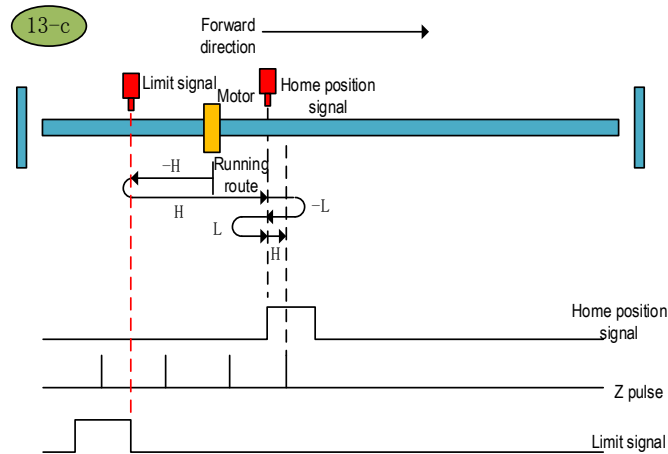 13-c
Forward
direction
Limit signal
Motor
Home position
signal
-H
Running
route
H
-L
L
H
Home position
signal
Z pulse
Limit signal